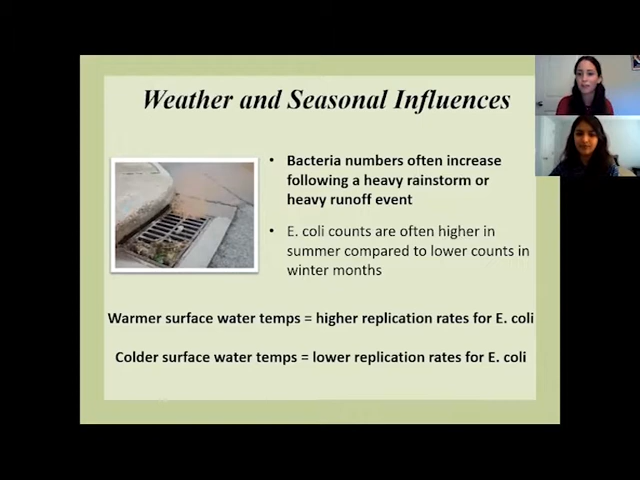 Weather and Seasonal Influences
• Bacteria numbers often increase
following a heavy rainstorm or
heavy runoff event
• E. coli counts are often higher in
summer compared to lower counts in
winter months
Warmer surface water temps = higher replication rates for E. coli
Colder surface water temps = lower replication rates for E. coli